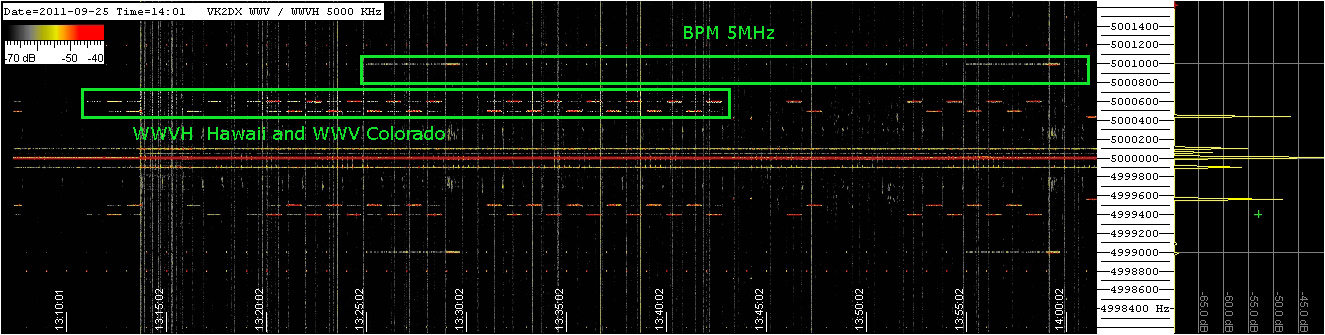 Date=2011-09-25 Time=14:01 VK2DX WWV / WWVH 5000 KHz
-70 dB -50 -40
BPM 5MHz
WWVH Hawaii and WWV Colorado
5001400
5001200
5001000
5000800
5000600
5000400
5000200
5000000
4999800
4999600
4999400
4999200
4999000
4998800
4998600
4998400 Hz
13:10:01
13:15:02
13:20:02
13:25:02
13:30:02
13:35:02
13:40:02
13:45:02
13:50:02
13:55:02
14:00:02
-65.0 dB
-60.0 dB
-55.0 dB
-50.0 dB
-45.0 dB